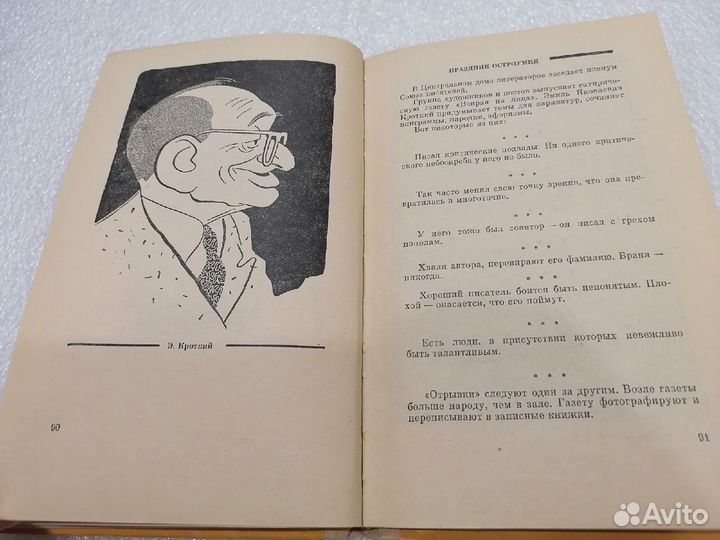 Э. Кроткий
90
ПРАЗДНИК ОСТРОУМИЯ
В Центральном доме литераторов заседает пленум
Союза писателей.
Группа художников и поэтов выпускает сатириче-
скую газету «Взирая на лица». Эмиль Яковлевич
Кроткий придумывает темы для карикатур, сочиняет
эпиграммы, пародии, афоризмы.
Вот некоторые из них:
* * *
Писал критические подвалы. Ни одного критиче-
ского небоскреба у него не было.
* * *
Так часто менял свою точку зрения, что она пре-
вратилась в многоточие.
* * *
У него тоже был соавтор — он писал с грехом
пополам.
* * *
Хваля автора, перевирают его фамилию. Браня —
никогда.
* * *
Хороший писатель боится быть непонятым. Пло-
хой — опасается, что его поймут.
* * *
Есть люди, в присутствии которых невежливо
быть талантливым.
* * *
«Отрывки» следуют один за другим. Возле газеты
больше народу, чем в зале. Газету фотографируют и
переписывают в записные книжки.
91
Avito